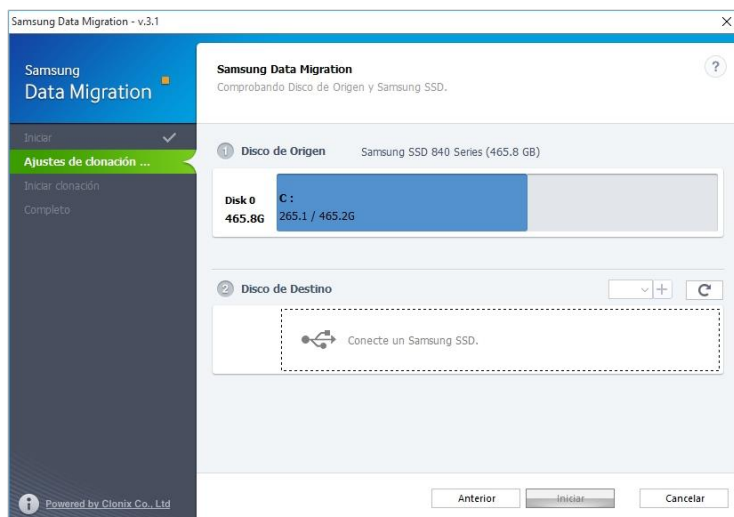 Samsung Data Migration - v.3.1
Samsung
Data Migration
Samsung Data Migration
Comprobando Disco de Origen y Samsung SSD.
?
Iniciar
Ajustes de clonación ...
Iniciar clonación
Completo
1 Disco de Origen Samsung SSD 840 Series (465.8 GB)
Disk 0
465.8G
C :
265.1 / 465.2G
2 Disco de Destino
Conecte un Samsung SSD.
Powered by Clonix Co., Ltd
Anterior Iniciar Cancelar